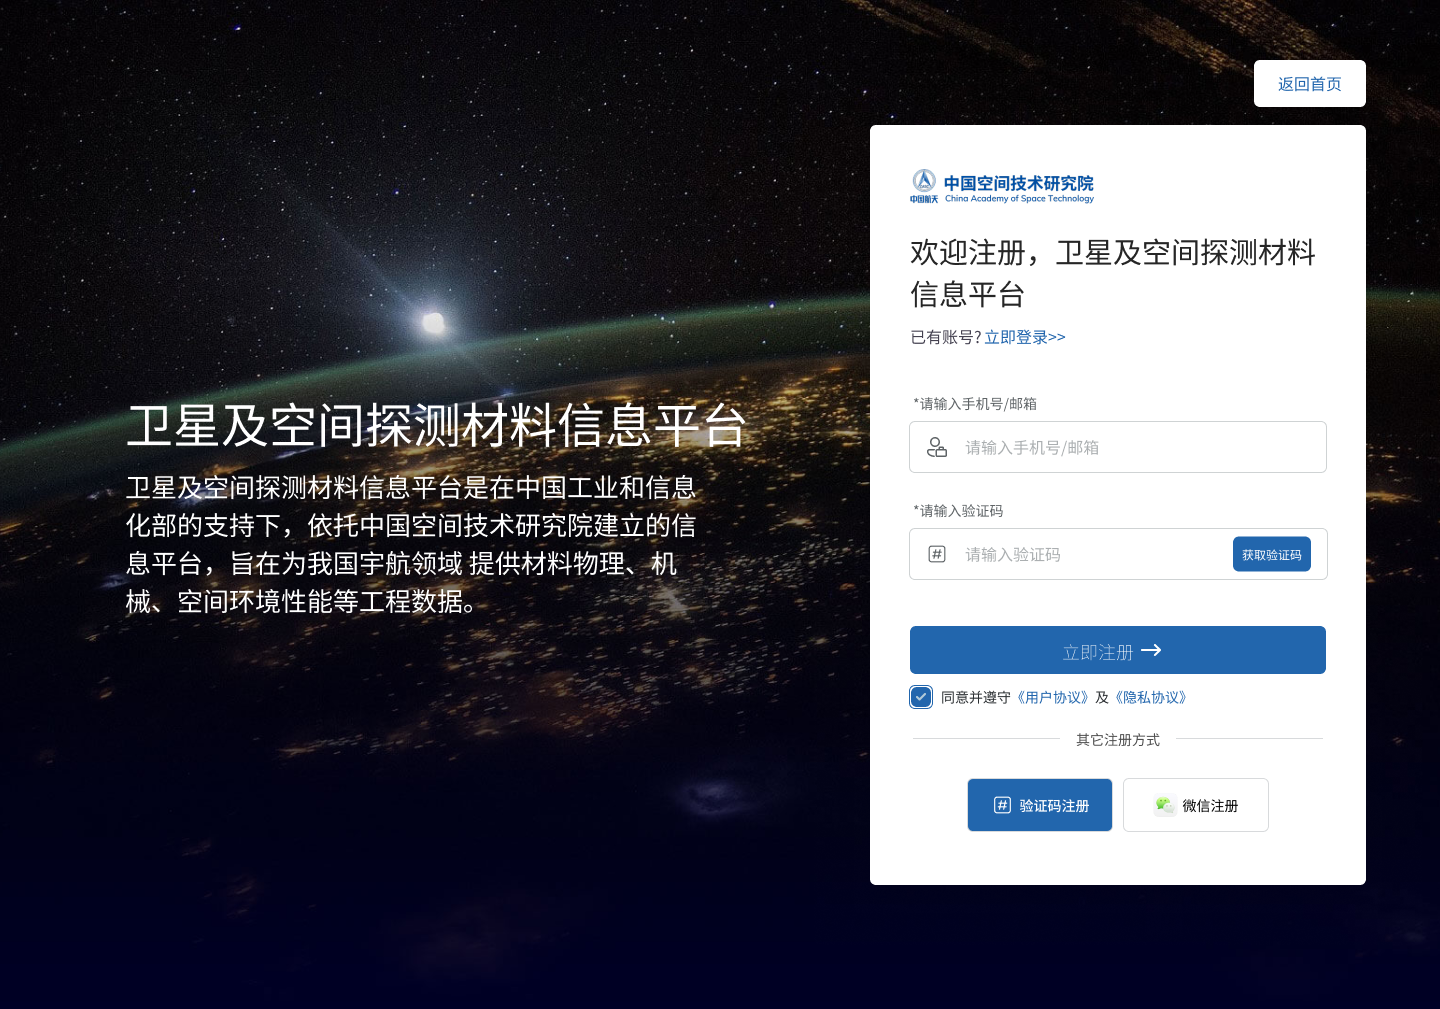 返回首页
中国航天
中国空间技术研究院
China Academy of Space Technology
欢迎注册，卫星及空间探测材料
信息平台
已有账号? 立即登录>>
卫星及空间探测材料信息平台
卫星及空间探测材料信息平台是在中国工业和信息
化部的支持下，依托中国空间技术研究院建立的信
息平台，旨在为我国宇航领域 提供材料物理、机
械、空间环境性能等工程数据。
*请输入手机号/邮箱
请输入手机号/邮箱
*请输入验证码
请输入验证码
获取验证码
立即注册
同意并遵守《用户协议》及《隐私协议》
其它注册方式
验证码注册
微信注册